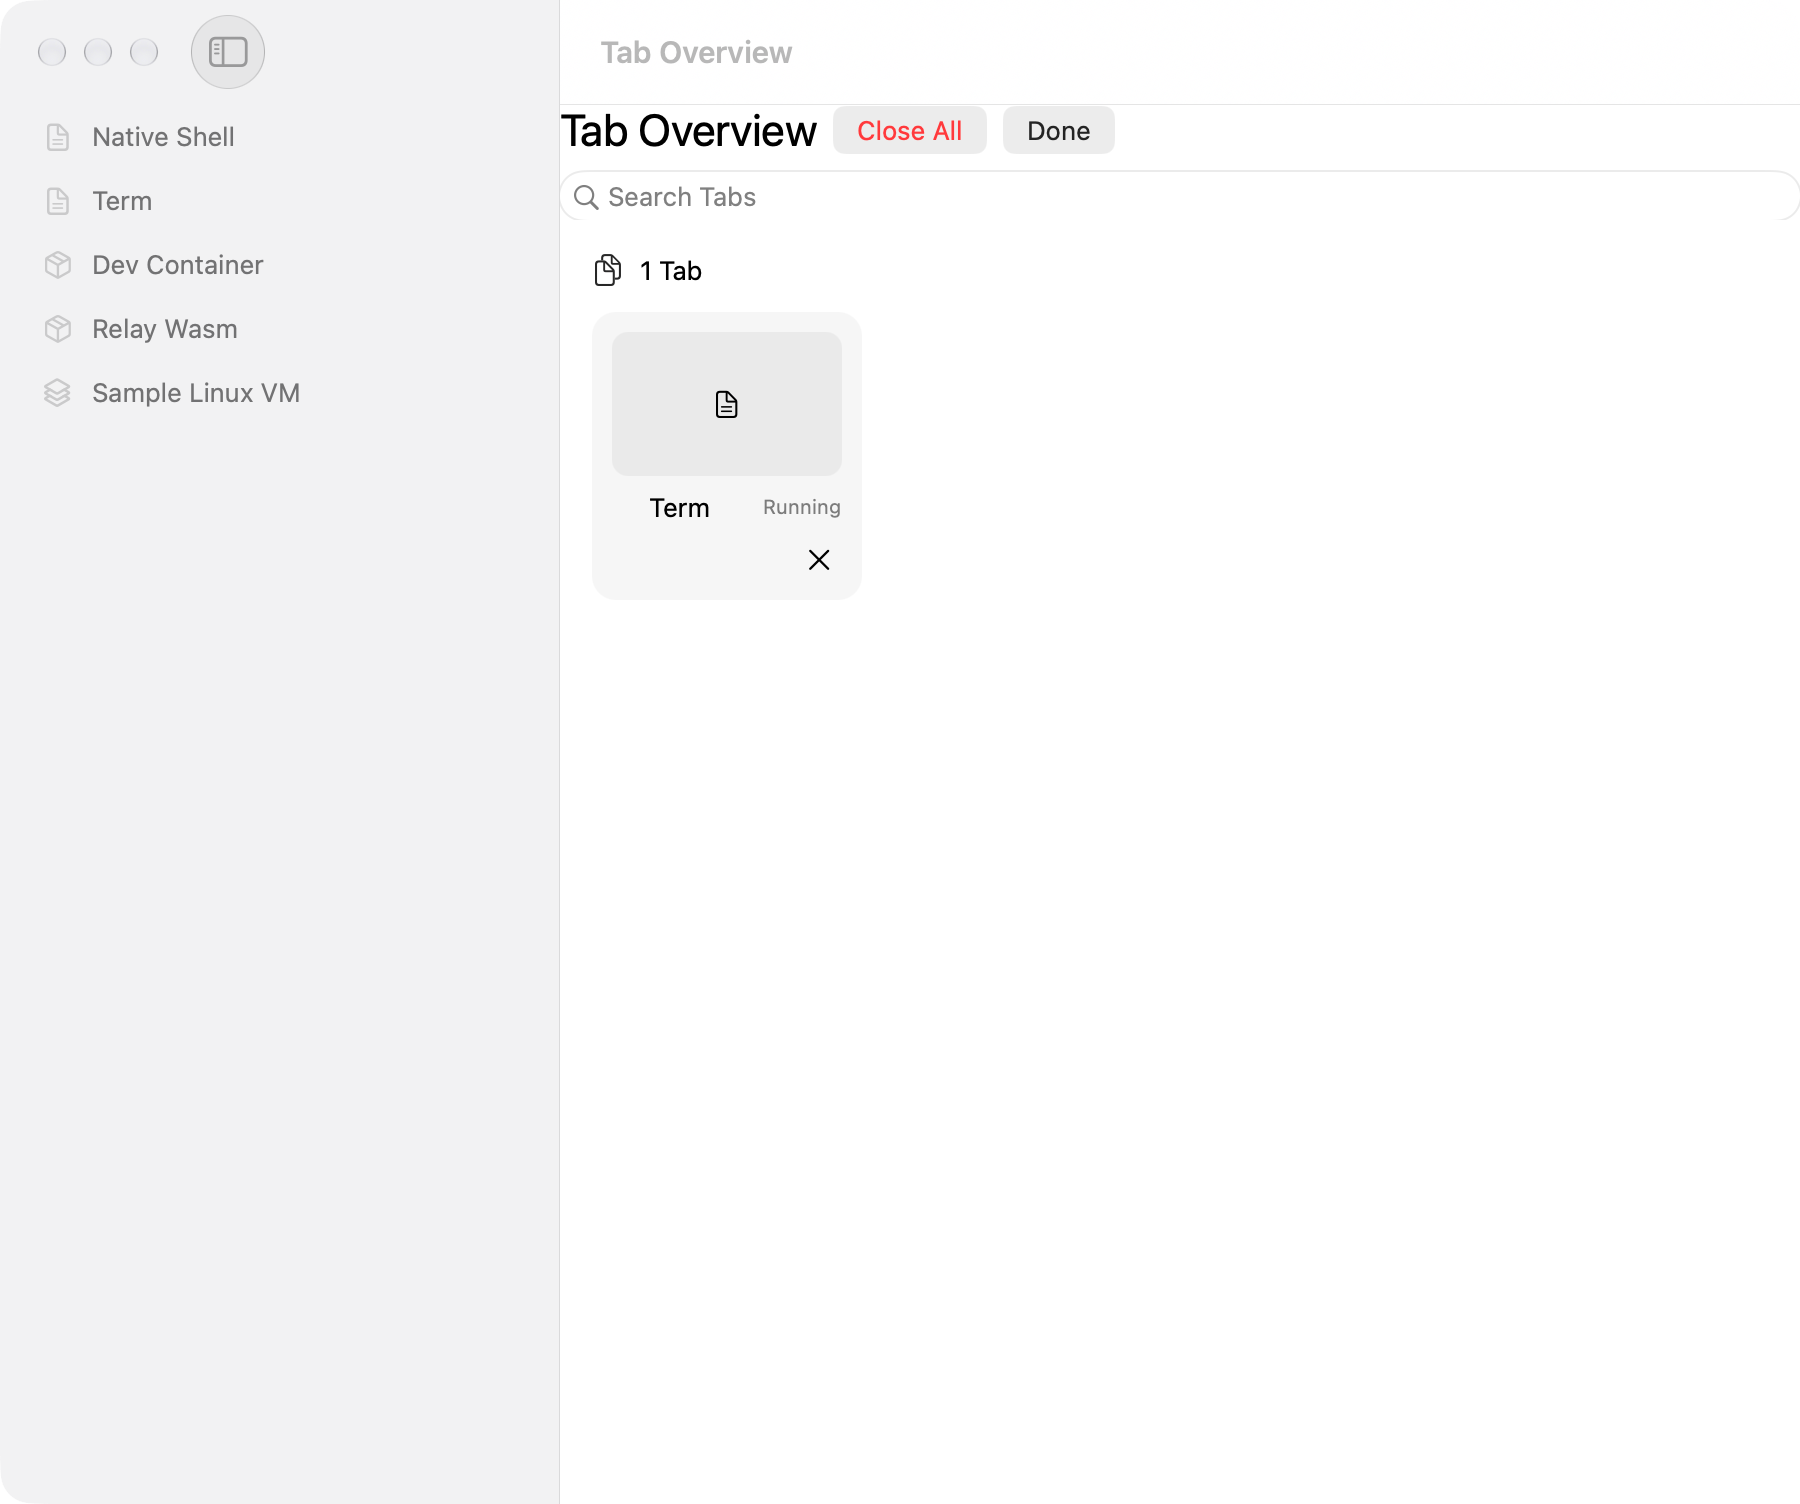 Native Shell
Term
Dev Container
Relay Wasm
Sample Linux VM
Tab Overview
Tab Overview Close All Done
Search Tabs
1 Tab
Term Running